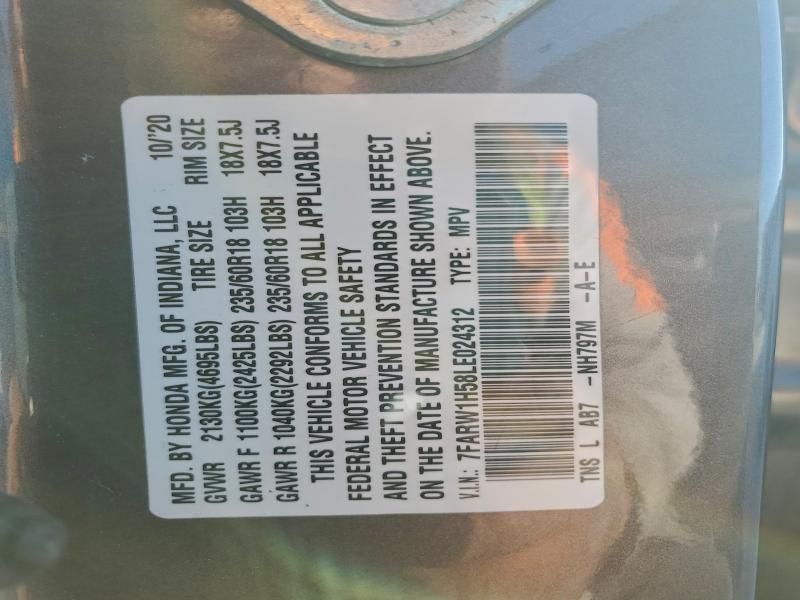 MFD. BY HONDA MFG. OF INDIANA, LLC 10/'20
GVWR 2130KG(4695LBS) TIRE SIZE RIM SIZE
GAWR F 1100KG(2425LBS) 235/60R18 103H 18X7.5J
GAWR R 1040KG(2292LBS) 235/60R18 103H 18X7.5J
THIS VEHICLE CONFORMS TO ALL APPLICABLE
FEDERAL MOTOR VEHICLE SAFETY
AND THEFT PREVENTION STANDARDS IN EFFECT
ON THE DATE OF MANUFACTURE SHOWN ABOVE.
V.I.N.: 7FARW1H58LE024312 TYPE: MPV
TNS L AB7 -NH797M -A-E